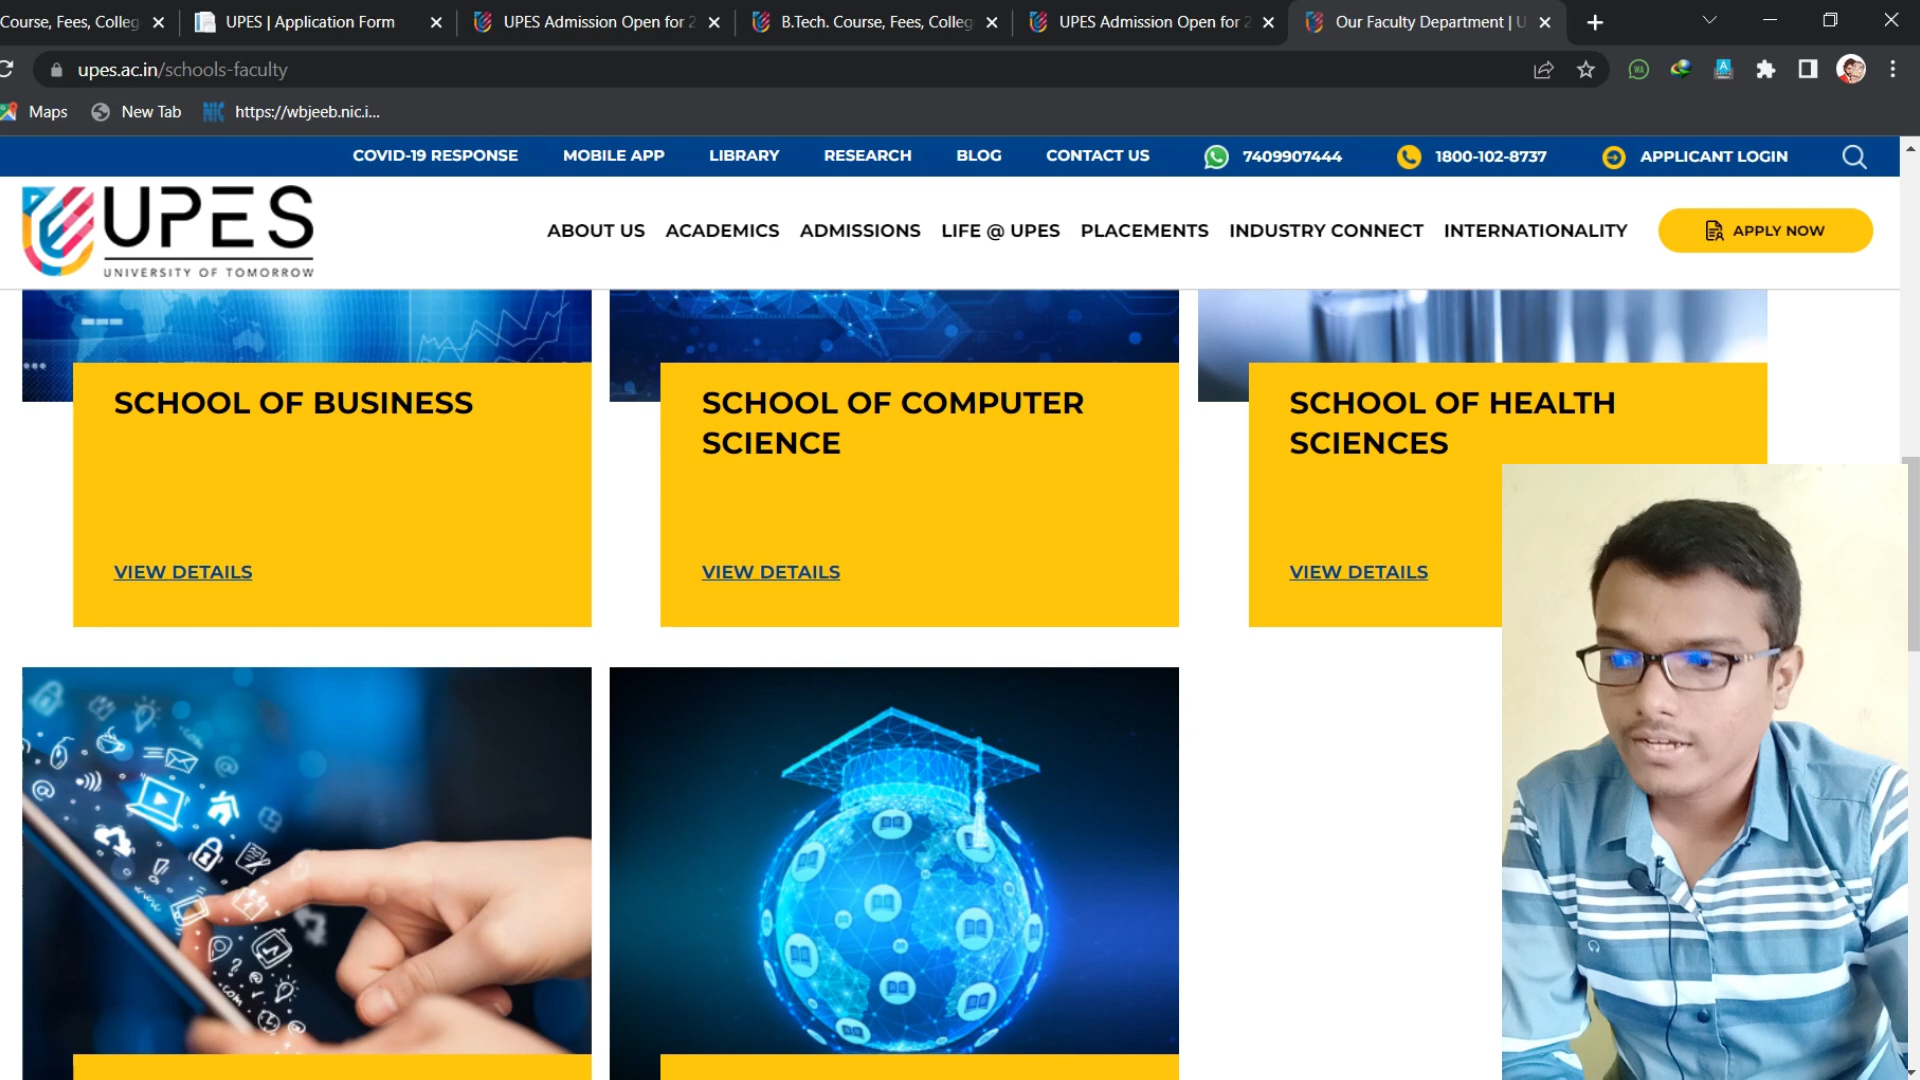 Course, Fees, Colleg
UPES | Application Form
UPES Admission Open for 2
B.Tech. Course, Fees, Colleg
UPES Admission Open for 2
Our Faculty Department | U
upes.ac.in/schools-faculty
Maps
New Tab
https://wbjeeb.nic.i...
COVID-19 RESPONSE
MOBILE APP
LIBRARY
RESEARCH
BLOG
CONTACT US
7409907444
1800-102-8737
APPLICANT LOGIN
UPES
UNIVERSITY OF TOMORROW
ABOUT US
ACADEMICS
ADMISSIONS
LIFE @ UPES
PLACEMENTS
INDUSTRY CONNECT
INTERNATIONALITY
APPLY NOW
SCHOOL OF BUSINESS
VIEW DETAILS
SCHOOL OF COMPUTER
SCIENCE
VIEW DETAILS
SCHOOL OF HEALTH
SCIENCES
VIEW DETAILS